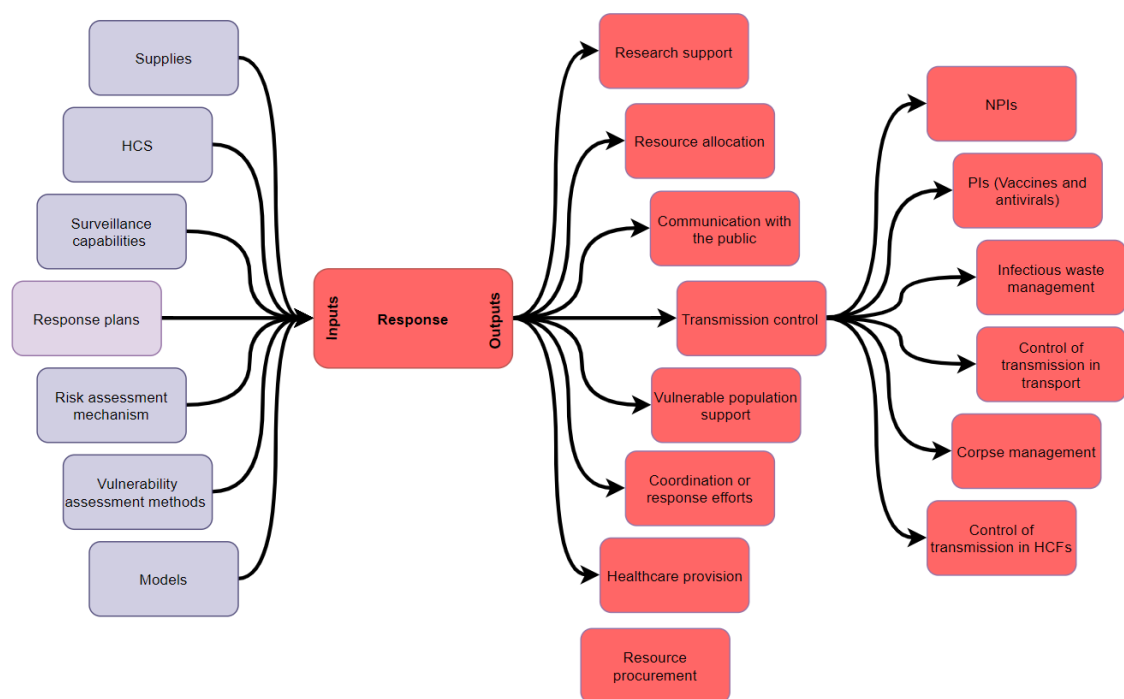 Supplies
HCS
Surveillance
capabilities
Response plans
Risk assessment
mechanism
Vulnerability
assessment methods
Models
Inputs
Response
Outputs
Research support
Resource allocation
Communication with
the public
Transmission control
Vulnerable population
support
Coordination or
response efforts
Healthcare provision
Resource
procurement
NPIs
PIs (Vaccines and
antivirals)
Infectious waste
management
Control of
transmission in
transport
Corpse management
Control of
transmission in HCFs